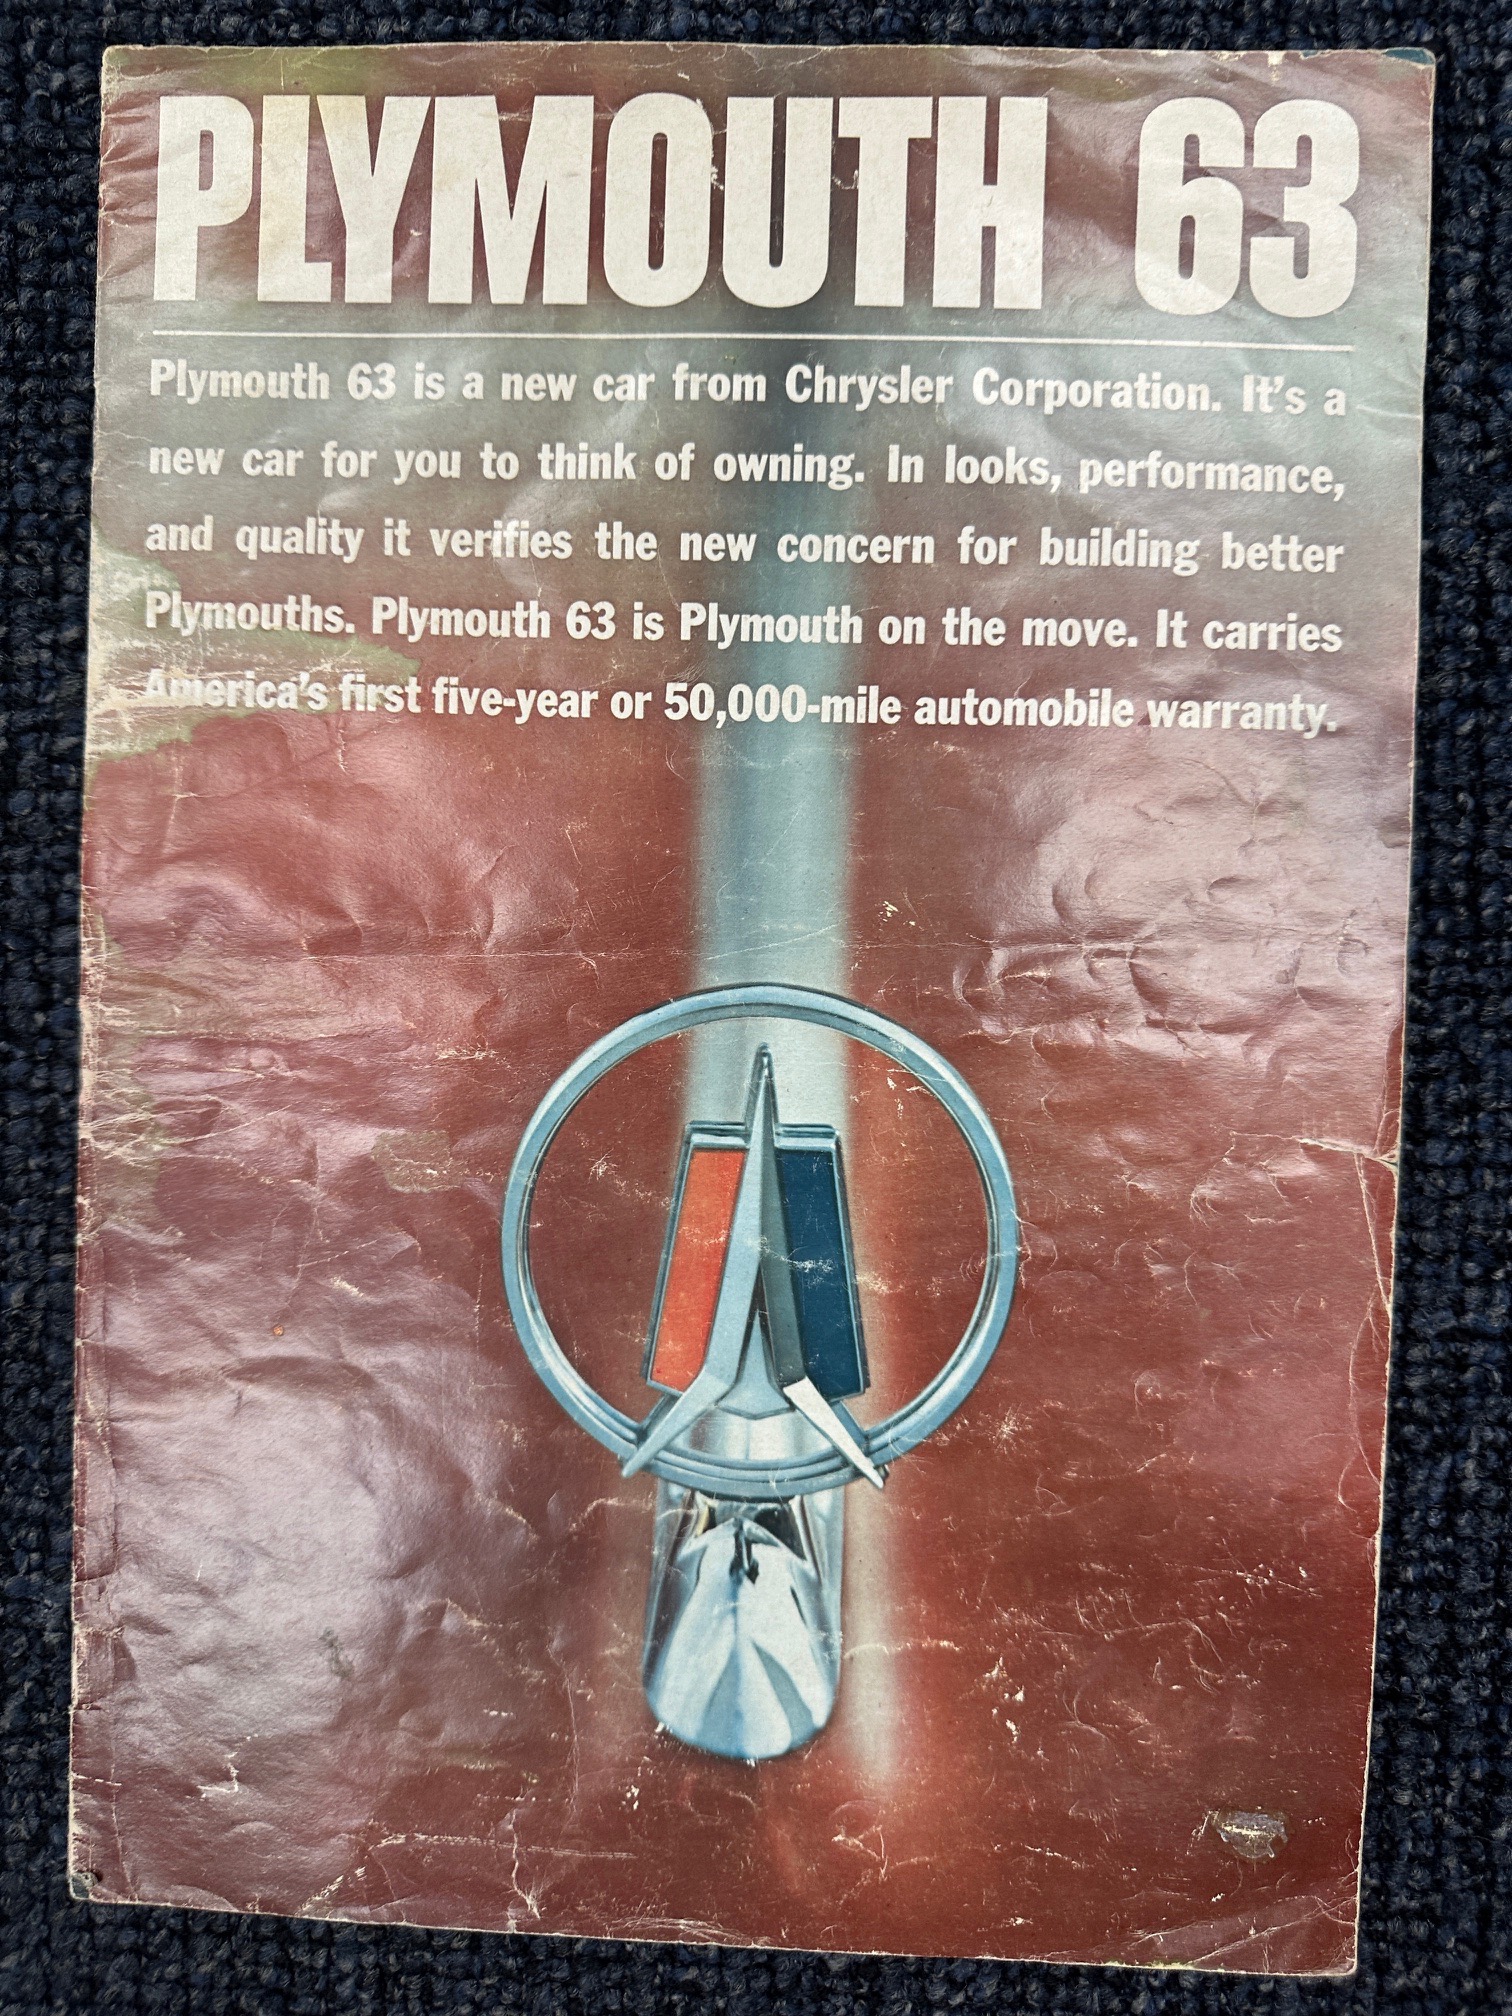 PLYMOUTH 63
Plymouth 63 is a new car from Chrysler Corporation. It's a
new car for you to think of owning. In looks, performance,
and quality it verifies the new concern for building better
Plymouths. Plymouth 63 is Plymouth on the move. It carries
America's first five-year or 50,000-mile automobile warranty.